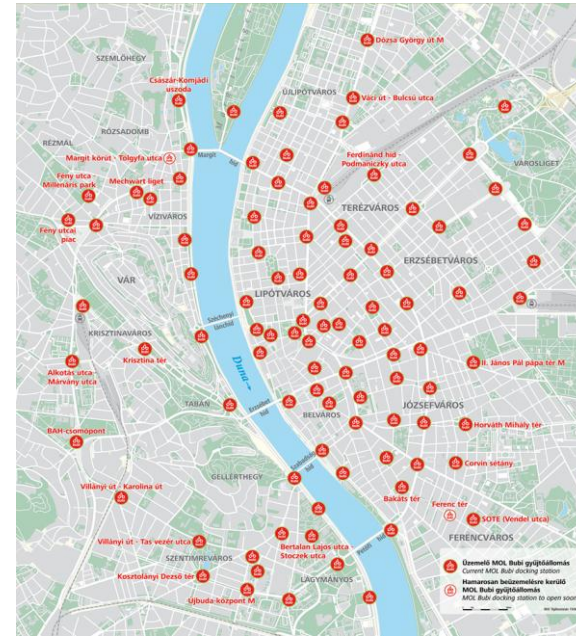 Dózsa György út M
SZEMLŐHEGY
Császár-Komjádi
uszoda
ÚJLIPÓTVÁROS
Váci út - Bulcsú utca
RÓZSADOMB
RÉZMÁL
Margit körút - Tölgyfa utca
Margit
híd
Ferdinánd híd -
Podmaniczky utca
VÁROSLIGET
Fény utca -
Millenáris park
Mechwart liget
VÍZIVÁROS
TERÉZVÁROS
Fény utcai
piac
ERZSÉBETVÁROS
VÁR
LIPÓTVÁROS
Széchenyi
lánchíd
KRISZTINAVÁROS
Krisztina tér
Duna
Alkotás utca -
Márvány utca
II. János Pál pápa tér M
TABÁN
Erzsébet
híd
BELVÁROS
JÓZSEFVÁROS
Horváth Mihály tér
BAH-csomópont
Szabadság
híd
Corvin sétány
GELLÉRTHEGY
Villányi út - Karolina út
Bakáts tér
Ferenc tér
SOTE (Vendel utca)
Petőfi híd
FERENCVÁROS
Villányi út - Tas vezér utca
Bertalan Lajos utca
Stoczek utca
SZENTIMREVÁROS
Kosztolányi Dezső tér
LÁGYMÁNYOS
Újbuda-központ M
Üzemelő MOL Bubi gyűjtőállomás
Current MOL Bubi docking station
Hamarosan beüzemelésre kerülő
MOL Bubi gyűjtőállomás
MOL Bubi docking station to open soon